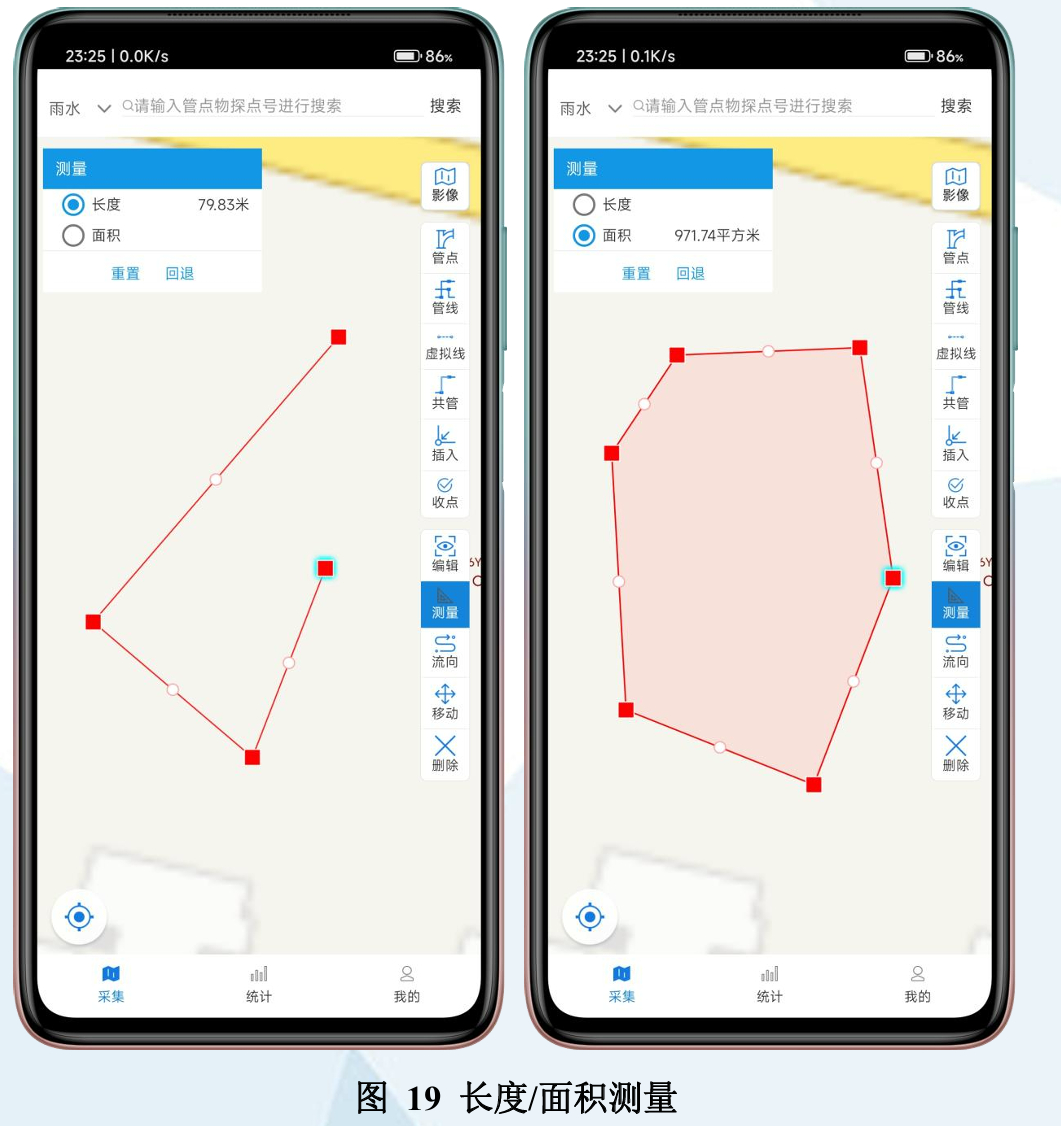 23:25 | 0.0K/s
86%
雨水
请输入管点物探点号进行搜索
搜索
测量
长度
79.83米
面积
重置
回退
影像
管点
管线
虚拟线
共管
插入
收点
编辑
测量
流向
移动
删除
采集
统计
我的
23:25 | 0.1K/s
86%
雨水
请输入管点物探点号进行搜索
搜索
测量
长度
面积
971.74平方米
重置
回退
影像
管点
管线
虚拟线
共管
插入
收点
编辑
测量
流向
移动
删除
采集
统计
我的
图 19 长度/面积测量